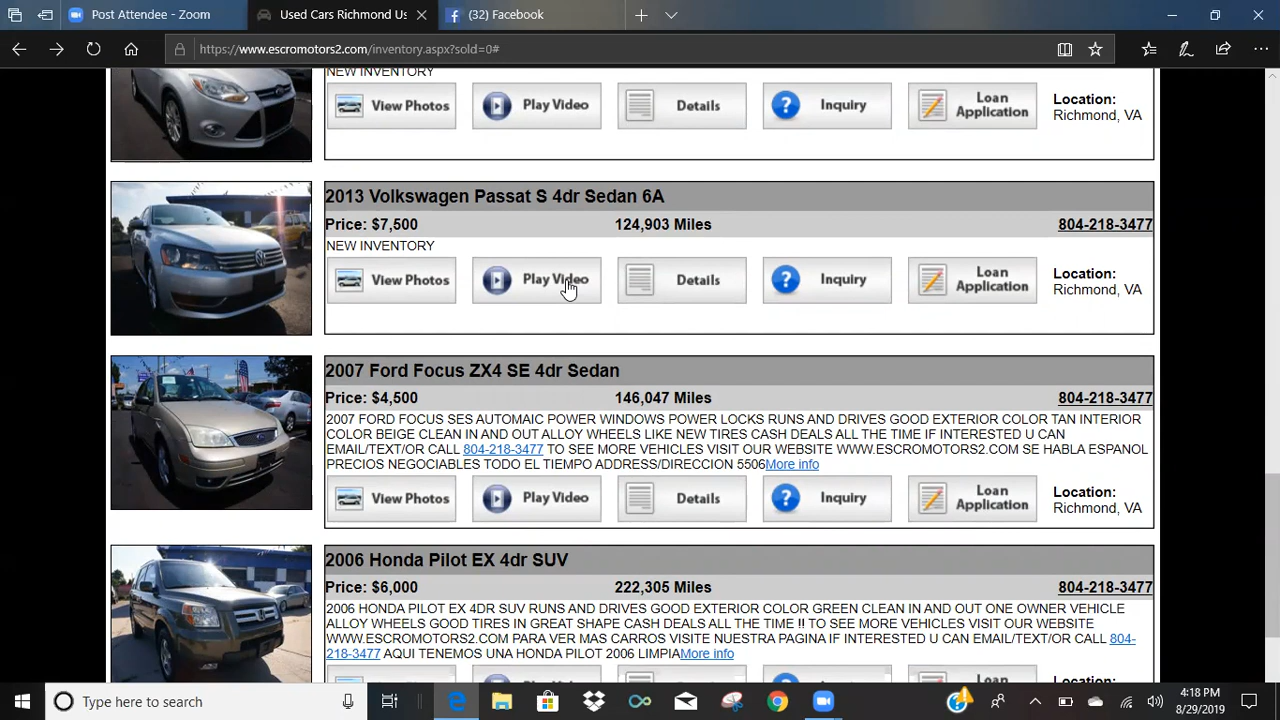 Post Attendee - Zoom
Used Cars Richmond Us
(32) Facebook
https://www.escromotors2.com/inventory.aspx?sold=0#
NEW INVENTORY
View Photos
Play Video
Details
Inquiry
Loan Application
Location:
Richmond, VA
2013 Volkswagen Passat S 4dr Sedan 6A
Price: $7,500 124,903 Miles 804-218-3477
NEW INVENTORY
View Photos
Play Video
Details
Inquiry
Loan Application
Location:
Richmond, VA
2007 Ford Focus ZX4 SE 4dr Sedan
Price: $4,500 146,047 Miles 804-218-3477
2007 FORD FOCUS SES AUTOMAIC POWER WINDOWS POWER LOCKS RUNS AND DRIVES GOOD EXTERIOR COLOR TAN INTERIOR
COLOR BEIGE CLEAN IN AND OUT ALLOY WHEELS LIKE NEW TIRES CASH DEALS ALL THE TIME IF INTERESTED U CAN
EMAIL/TEXT/OR CALL 804-218-3477 TO SEE MORE VEHICLES VISIT OUR WEBSITE WWW.ESCROMOTORS2.COM SE HABLA ESPANOL
PRECIOS NEGOCIABLES TODO EL TIEMPO ADDRESS/DIRECCION 5506More info
View Photos
Play Video
Details
Inquiry
Loan Application
Location:
Richmond, VA
2006 Honda Pilot EX 4dr SUV
Price: $6,000 222,305 Miles 804-218-3477
2006 HONDA PILOT EX 4DR SUV RUNS AND DRIVES GOOD EXTERIOR COLOR GREEN CLEAN IN AND OUT ONE OWNER VEHICLE
ALLOY WHEELS GOOD TIRES IN GREAT SHAPE CASH DEALS ALL THE TIME !! TO SEE MORE VEHICLES VISIT OUR WEBSITE
WWW.ESCROMOTORS2.COM PARA VER MAS CARROS VISITE NUESTRA PAGINA IF INTERESTED U CAN EMAIL/TEXT/OR CALL 804-
218-3477 AQUI TENEMOS UNA HONDA PILOT 2006 LIMPIAMore info
Type here to search
4:18 PM
8/29/2019